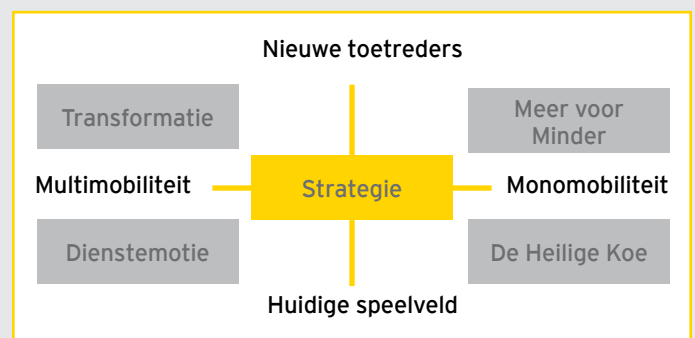 Nieuwe toetreders
Transformatie
Meer voor
Minder
Multimobiliteit
Strategie
Monomobiliteit
Dienstemotie
De Heilige Koe
Huidige speelveld